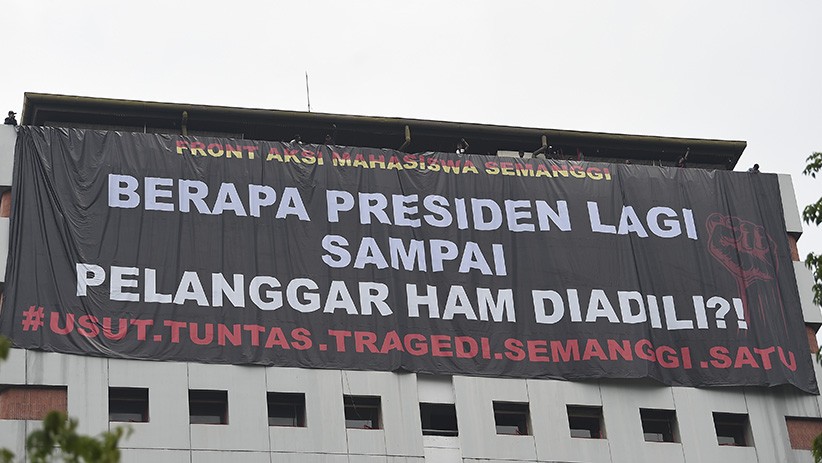 FRONT AKSI MAHASISWA SEMANGGI
BERAPA PRESIDEN LAGI
SAMPAI
PELANGGAR HAM DIADILI?!
#USUT.TUNTAS.TRAGEDI.SEMANGGI.SATU